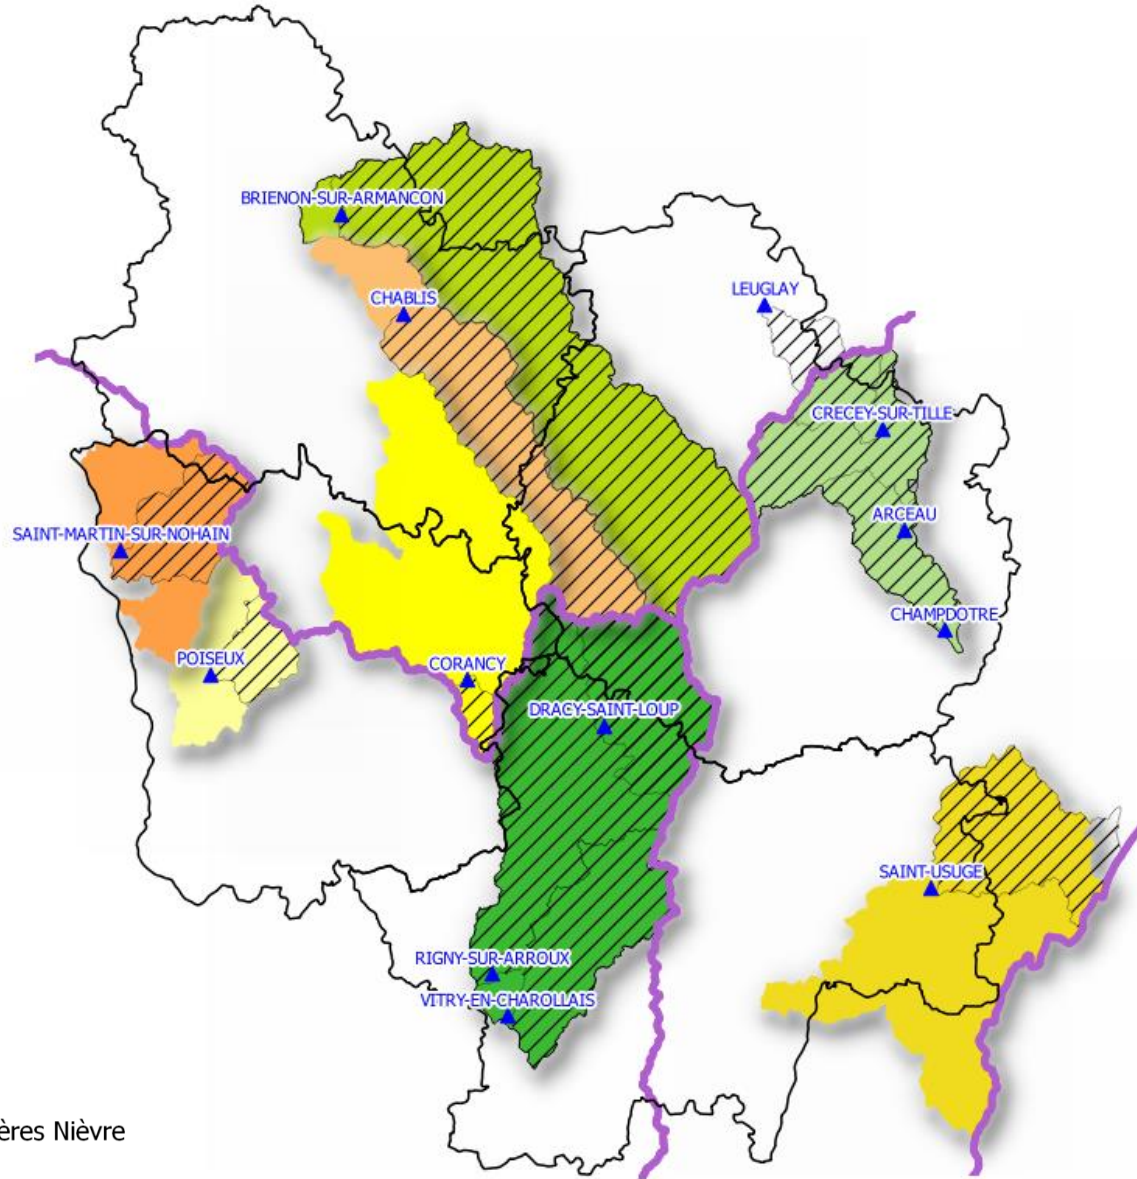 BRIENON-SUR-ARMANCON
LEUGLAY
CHABLIS
CRECEY-SUR-TILLE
ARCEAU
SAINT-MARTIN-SUR-NOHAIN
CHAMPDOTRE
POISEUX
CORANCY
DRACY-SAINT-LOUP
SAINT-USUGE
RIGNY-SUR-ARROUX
VITRY-EN-CHAROLLAIS
ères Nièvre